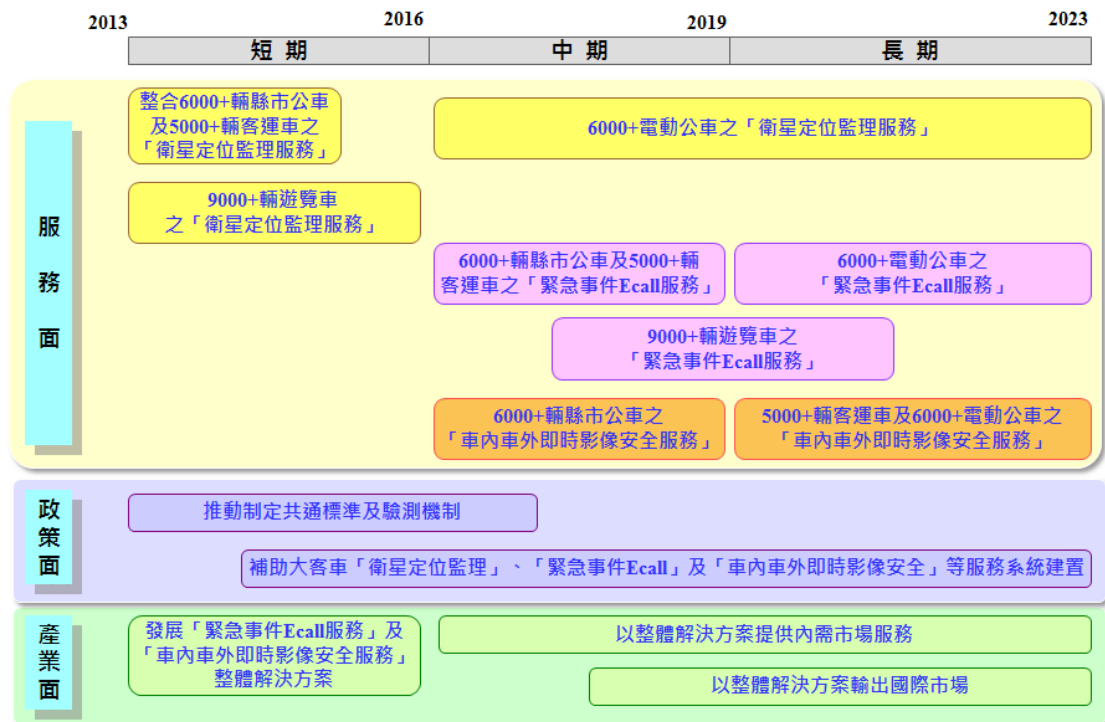 2013
2016
2019
2023
短 期
中 期
長 期
服
務
面
整合6000+輛縣市公車
及5000+輛客運車之
「衛星定位監理服務」
6000+電動公車之「衛星定位監理服務」
9000+輛遊覽車
之「衛星定位監理服務」
6000+輛縣市公車及5000+輛
客運車之「緊急事件Ecall服務」
6000+電動公車之
「緊急事件Ecall服務」
9000+輛遊覽車之
「緊急事件Ecall服務」
6000+輛縣市公車之
「車內車外即時影像安全服務」
5000+輛客運車及6000+電動公車之
「車內車外即時影像安全服務」
政
策
面
推動制定共通標準及驗測機制
補助大客車「衛星定位監理」、「緊急事件Ecall」及「車內車外即時影像安全」等服務系統建置
產
業
面
發展「緊急事件Ecall服務」及
「車內車外即時影像安全服務」
整體解決方案
以整體解決方案提供內需市場服務
以整體解決方案輸出國際市場